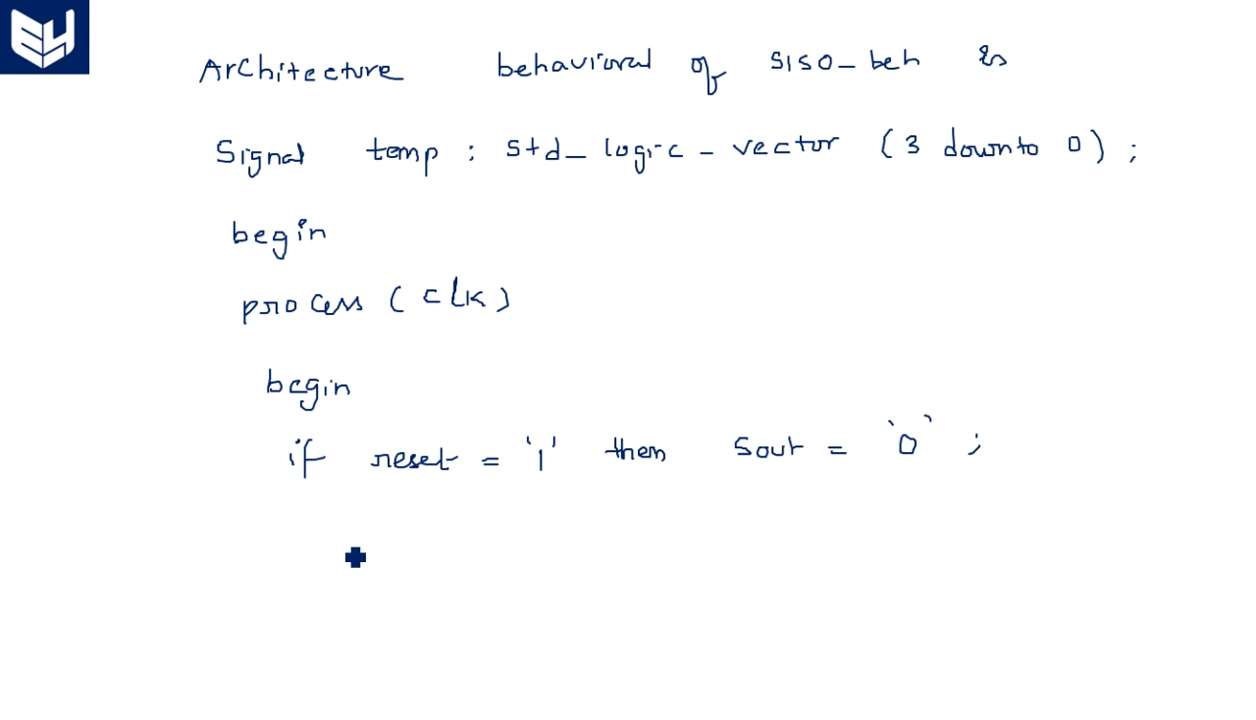 Architecture behavioral of SISO_beh is
Signal temp : std_logic_vector (3 downto 0) ;
begin
process ( clk )
begin
if reset = '1' then Sout = '0' ;